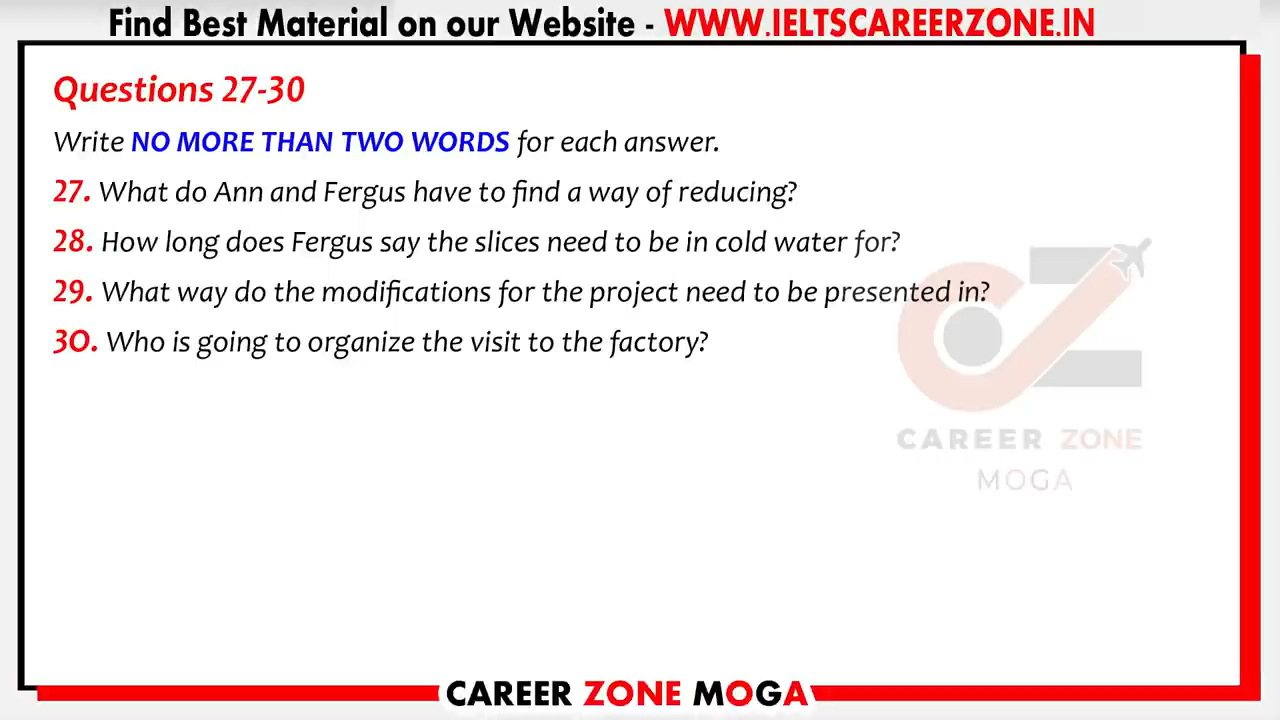 Find Best Material on our Website - WWW.IELTSCAREERZONE.IN
Questions 27-30
Write NO MORE THAN TWO WORDS for each answer.
27. What do Ann and Fergus have to find a way of reducing?
28. How long does Fergus say the slices need to be in cold water for?
29. What way do the modifications for the project need to be presented in?
30. Who is going to organize the visit to the factory?
CAREER ZONE
MOGA
CAREER ZONE MOGA